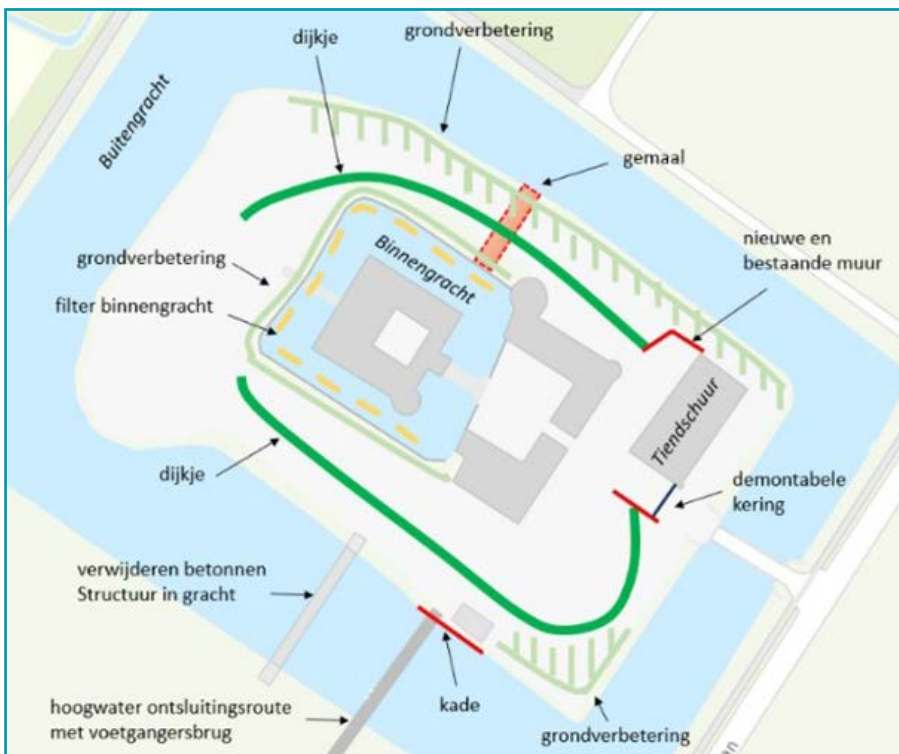 grondverbetering
dijkje
Buitengracht
gemaal
nieuwe en
bestaande muur
grondverbetering
Binnengracht
filter binnengracht
Tiendschuur
dijkje
demontabele
kering
verwijderen betonnen
Structuur in gracht
hoogwater ontsluitingsroute
met voetgangersbrug
kade
grondverbetering
an